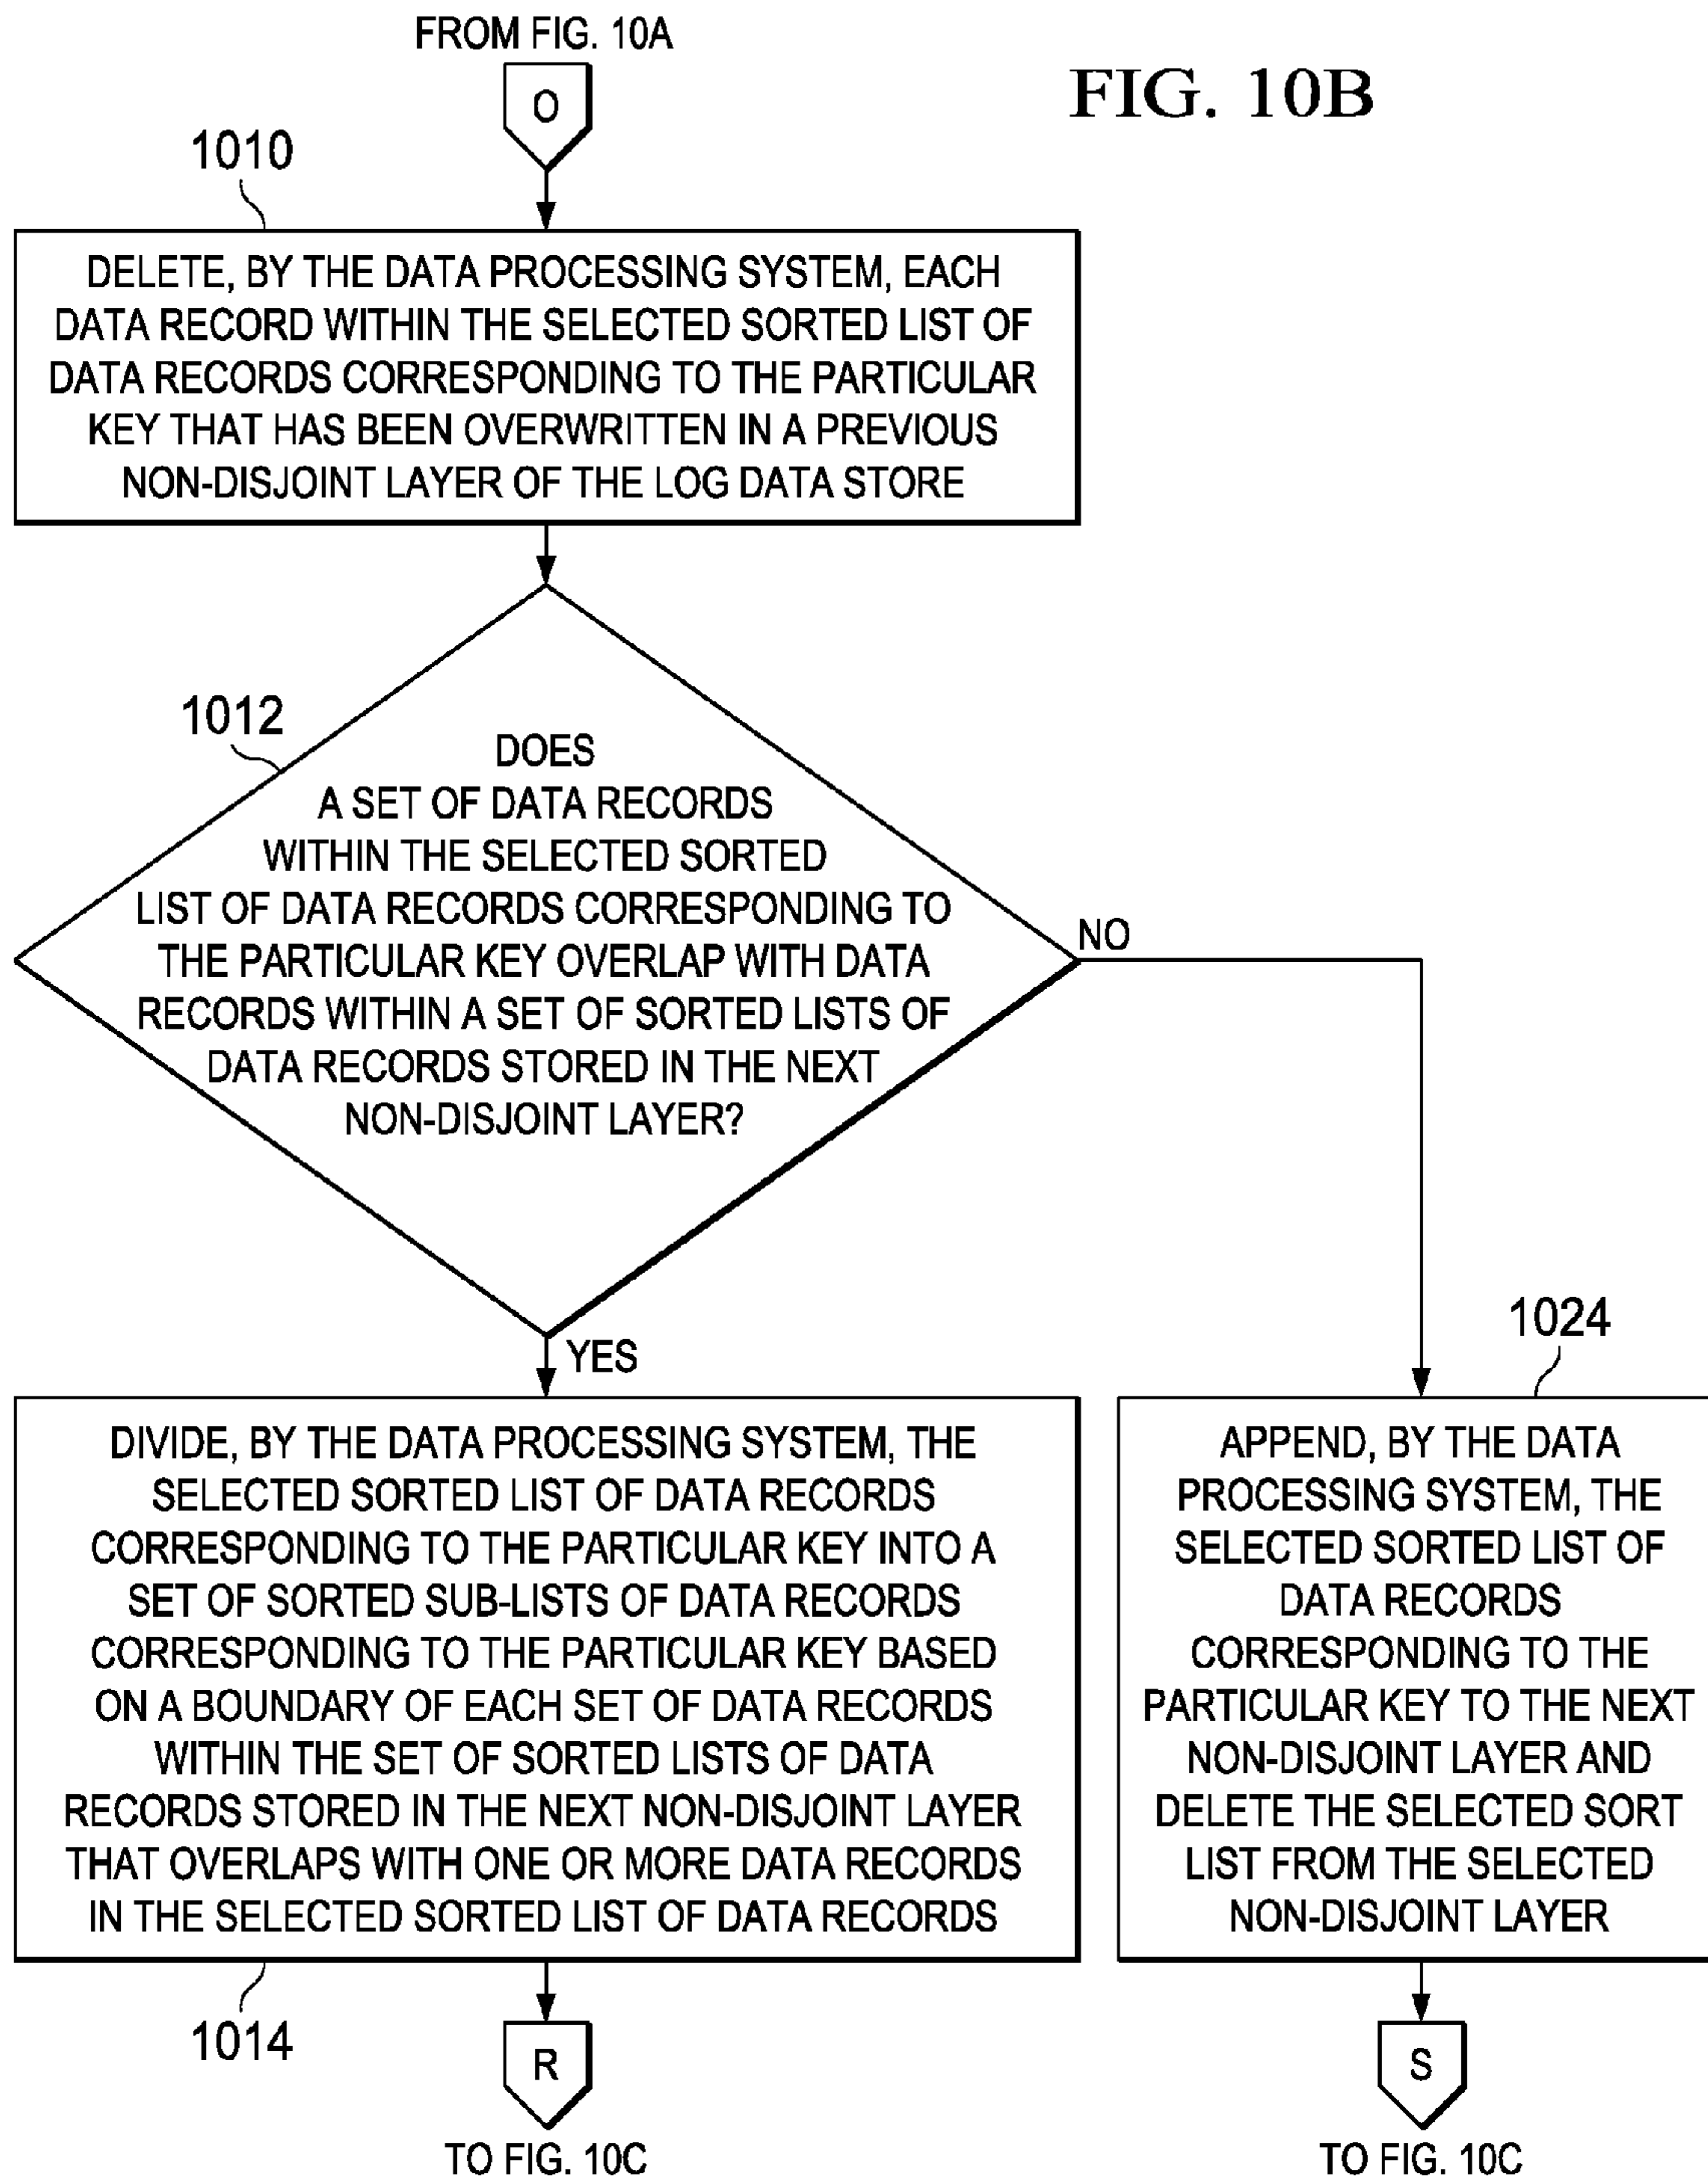 FROM FIG. 10A
FIG. 10B
O
1010
DELETE, BY THE DATA PROCESSING SYSTEM, EACH
DATA RECORD WITHIN THE SELECTED SORTED LIST OF
DATA RECORDS CORRESPONDING TO THE PARTICULAR
KEY THAT HAS BEEN OVERWRITTEN IN A PREVIOUS
NON-DISJOINT LAYER OF THE LOG DATA STORE
1012
DOES
A SET OF DATA RECORDS
WITHIN THE SELECTED SORTED
LIST OF DATA RECORDS CORRESPONDING TO
THE PARTICULAR KEY OVERLAP WITH DATA
RECORDS WITHIN A SET OF SORTED LISTS OF
DATA RECORDS STORED IN THE NEXT
NON-DISJOINT LAYER?
NO
YES
DIVIDE, BY THE DATA PROCESSING SYSTEM, THE
SELECTED SORTED LIST OF DATA RECORDS
CORRESPONDING TO THE PARTICULAR KEY INTO A
SET OF SORTED SUB-LISTS OF DATA RECORDS
CORRESPONDING TO THE PARTICULAR KEY BASED
ON A BOUNDARY OF EACH SET OF DATA RECORDS
WITHIN THE SET OF SORTED LISTS OF DATA
RECORDS STORED IN THE NEXT NON-DISJOINT LAYER
THAT OVERLAPS WITH ONE OR MORE DATA RECORDS
IN THE SELECTED SORTED LIST OF DATA RECORDS
1014
R
TO FIG. 10C
1024
APPEND, BY THE DATA
PROCESSING SYSTEM, THE
SELECTED SORTED LIST OF
DATA RECORDS
CORRESPONDING TO THE
PARTICULAR KEY TO THE NEXT
NON-DISJOINT LAYER AND
DELETE THE SELECTED SORT
LIST FROM THE SELECTED
NON-DISJOINT LAYER
S
TO FIG. 10C